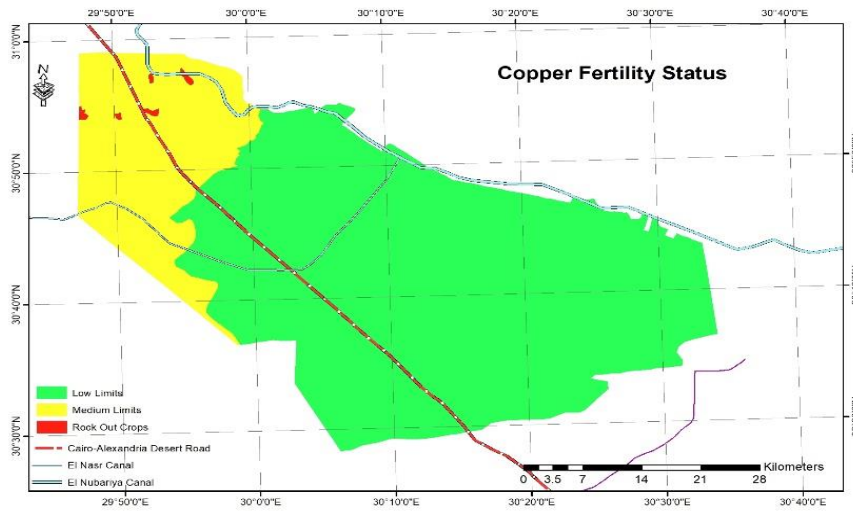 29°50'0"E 30°0'0"E 30°10'0"E 30°20'0"E 30°30'0"E 30°40'0"E
31°0'0"N
N
Copper Fertility Status
30°50'0"N
30°40'0"N
30°30'0"N
Low Limits
Medium Limits
Rock Out Crops
Cairo-Alexandria Desert Road
El Nasr Canal
El Nubariya Canal
Kilometers
0 3.5 7 14 21 28
29°50'0"E 30°0'0"E 30°10'0"E 30°20'0"E 30°30'0"E 30°40'0"E